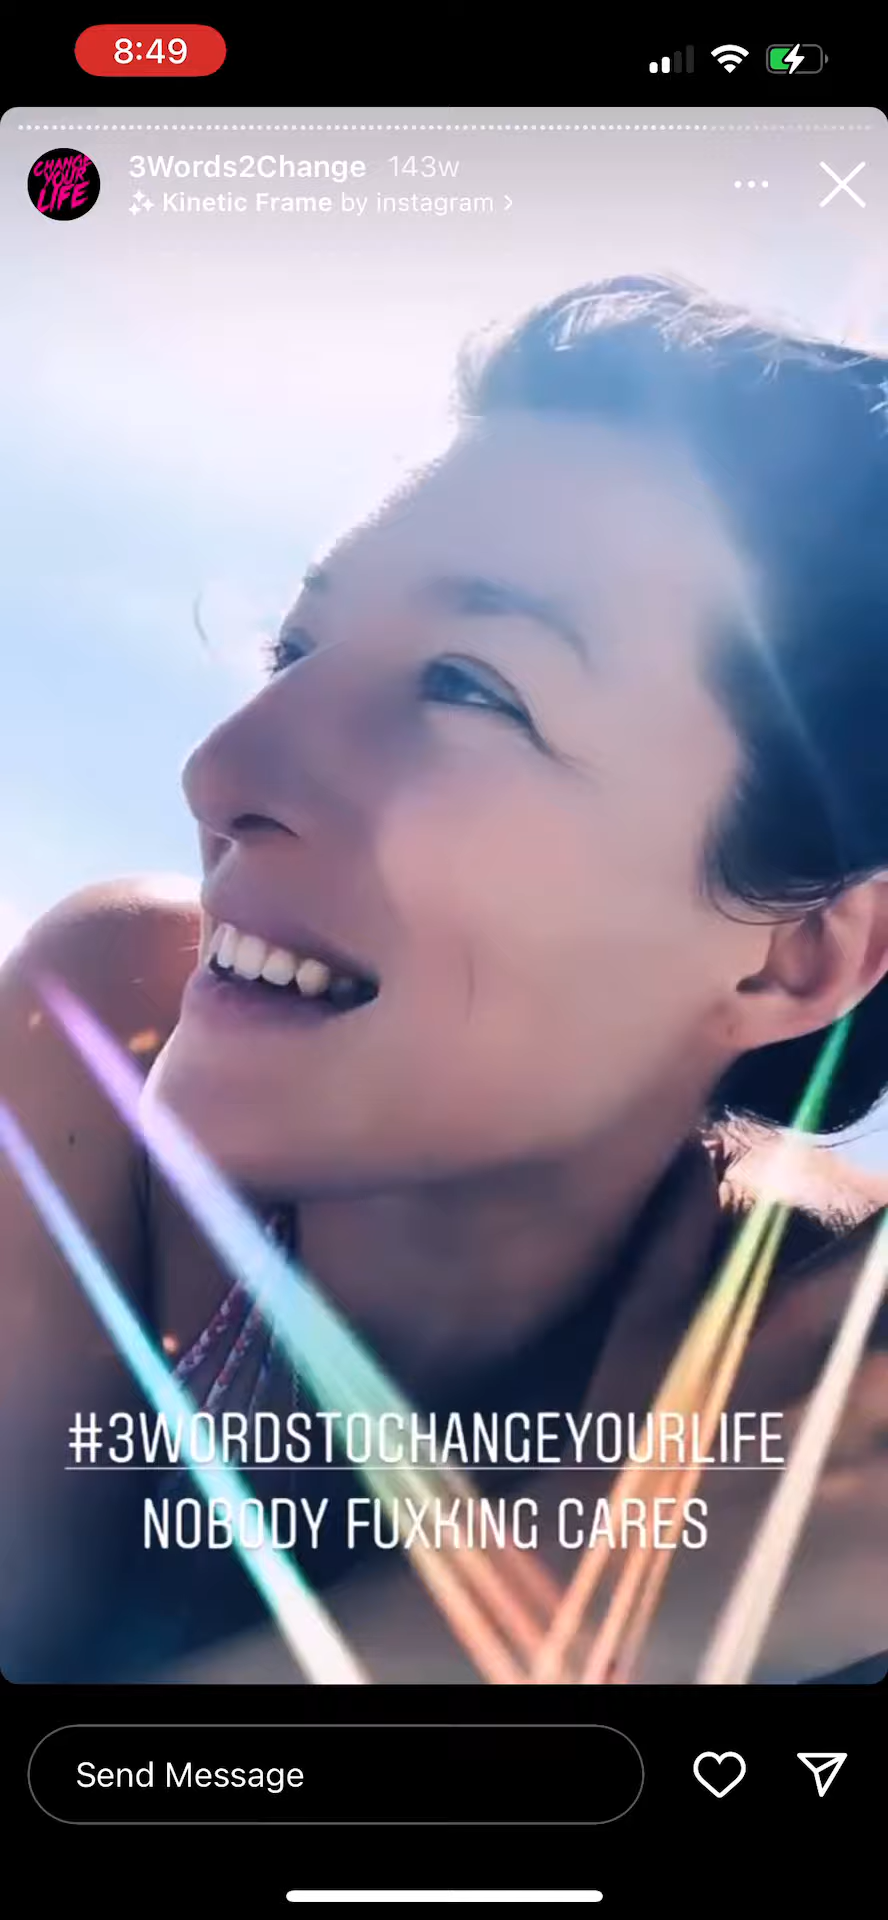 8:49
CHANGE
YOUR
LIFE
3Words2Change 143w
Kinetic Frame by instagram
#3WORDSTOCHANGEYOURLIFE
NOBODY FUXKING CARES
Send Message